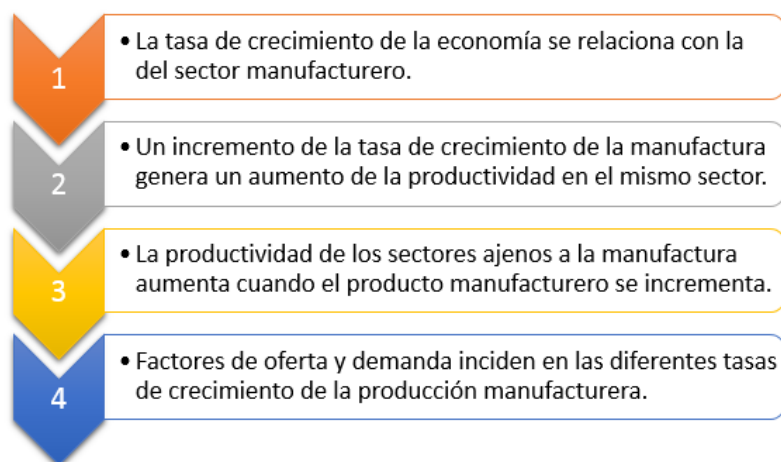 1
• La tasa de crecimiento de la economía se relaciona con la
del sector manufacturero.
2
• Un incremento de la tasa de crecimiento de la manufactura
genera un aumento de la productividad en el mismo sector.
3
• La productividad de los sectores ajenos a la manufactura
aumenta cuando el producto manufacturero se incrementa.
4
• Factores de oferta y demanda inciden en las diferentes tasas
de crecimiento de la producción manufacturera.